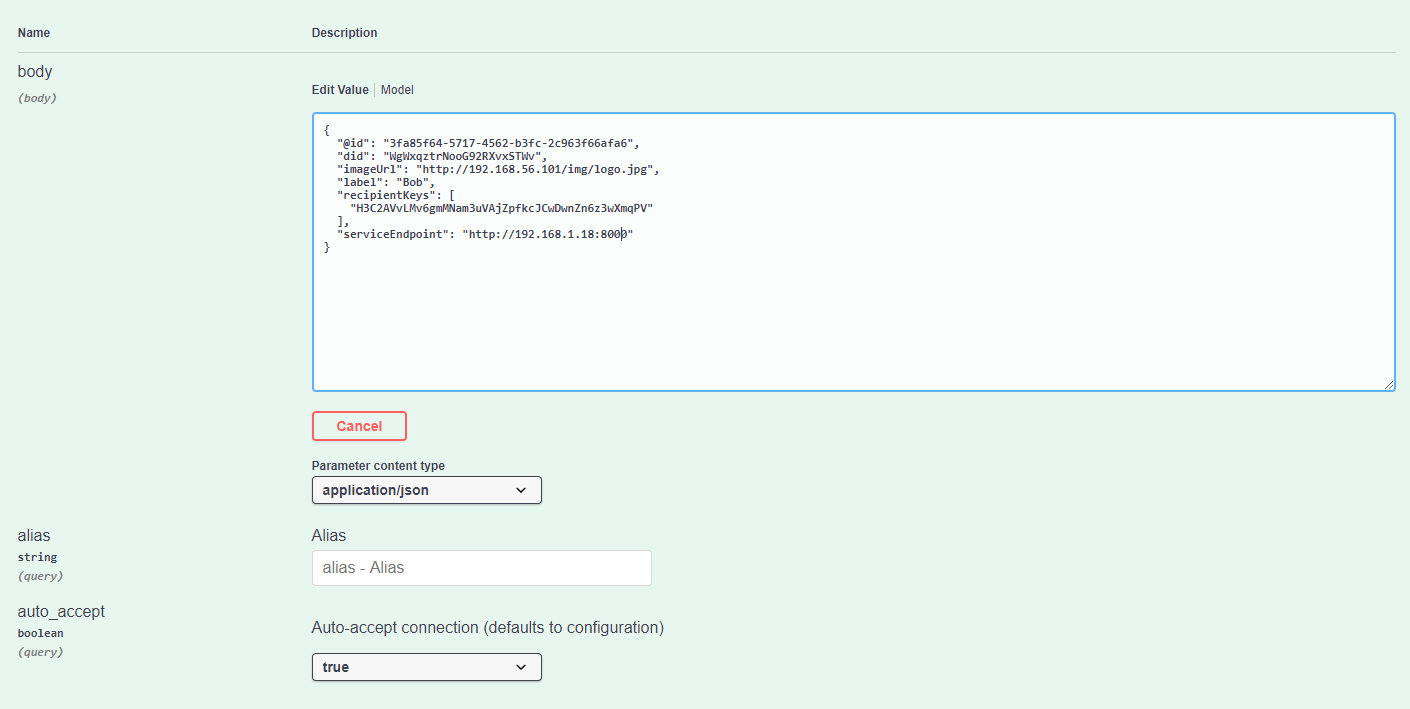 Name Description
body
(body)
Edit Value Model
{
"@id": "3fa85f64-5717-4562-b3fc-2c963f66afa6",
"did": "WgWxqztrNooG92RXvxSTWv",
"imageUrl": "http://192.168.56.101/img/logo.jpg",
"label": "Bob",
"recipientKeys": [
"H3C2AVvLMv6gmMNam3uVAjZpfkcJCwDwnZn6z3wXmqPV"
],
"serviceEndpoint": "http://192.168.1.18:8000"
}
Cancel
Parameter content type
application/json
alias Alias
string
(query)
alias - Alias
auto_accept
boolean
(query)
Auto-accept connection (defaults to configuration)
true